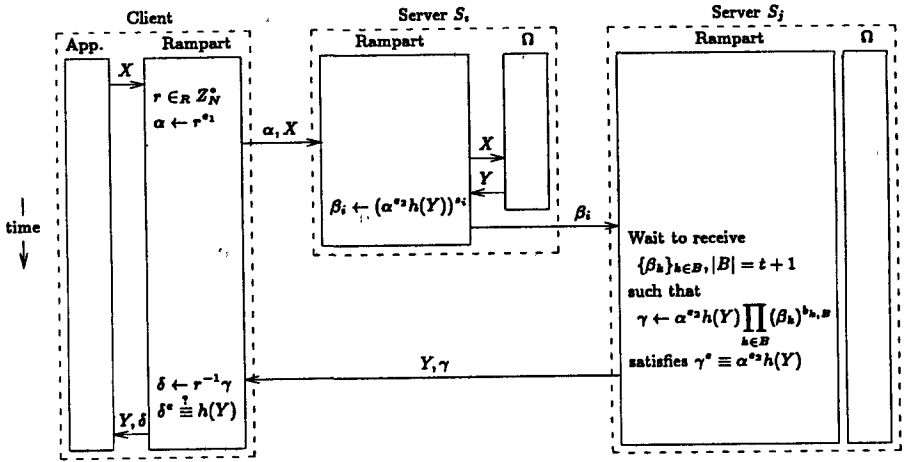 Client
App.
Rampart
X
r ∈_R Z_N^*
α ← r^{e_1}
α, X
Server S_i
Rampart
Ω
X
Y
β_i ← (α^{e_2} h(Y))^{s_i}
β_i
Server S_j
Rampart
Ω
Wait to receive
{β_k}_{k∈B}, |B| = t + 1
such that
γ ← α^{e_2} h(Y) ∏_{k∈B} (β_k)^{b_{k,B}}
satisfies γ^e ≡ α^{e_2} h(Y)
Y, γ
δ ← r^{-1}γ
δ^e ≟≡ h(Y)
Y, δ
time